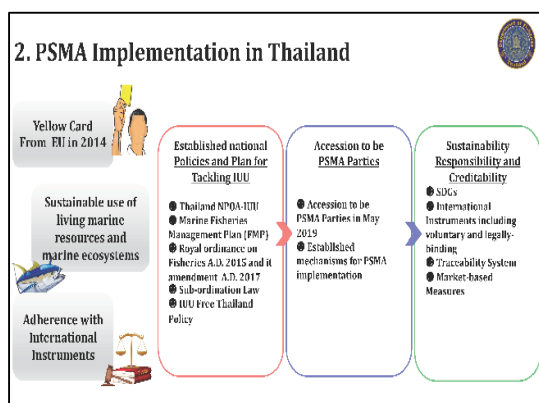 2. PSMA Implementation in Thailand
Yellow Card
From EU in 2014
Sustainable use of
living marine
resources and
marine ecosystems
Adherence with
International
Instruments
Established national
Policies and Plan for
Tackling IUU
● Thailand NPOA-IUU
● Marine Fisheries
Management Plan (FMP)
● Royal ordinance on
Fisheries A.D. 2015 and it
amendment A.D. 2017
● Sub-ordination Law
● IUU Free Thailand
Policy
Accession to be
PSMA Parties
● Accession to be
PSMA Parties in May
2019
● Established
mechanisms for PSMA
implementation
Sustainability
Responsibility and
Creditability
● SDGs
● International
Instruments including
voluntary and legally-
binding
● Traceability System
● Market-based
Measures